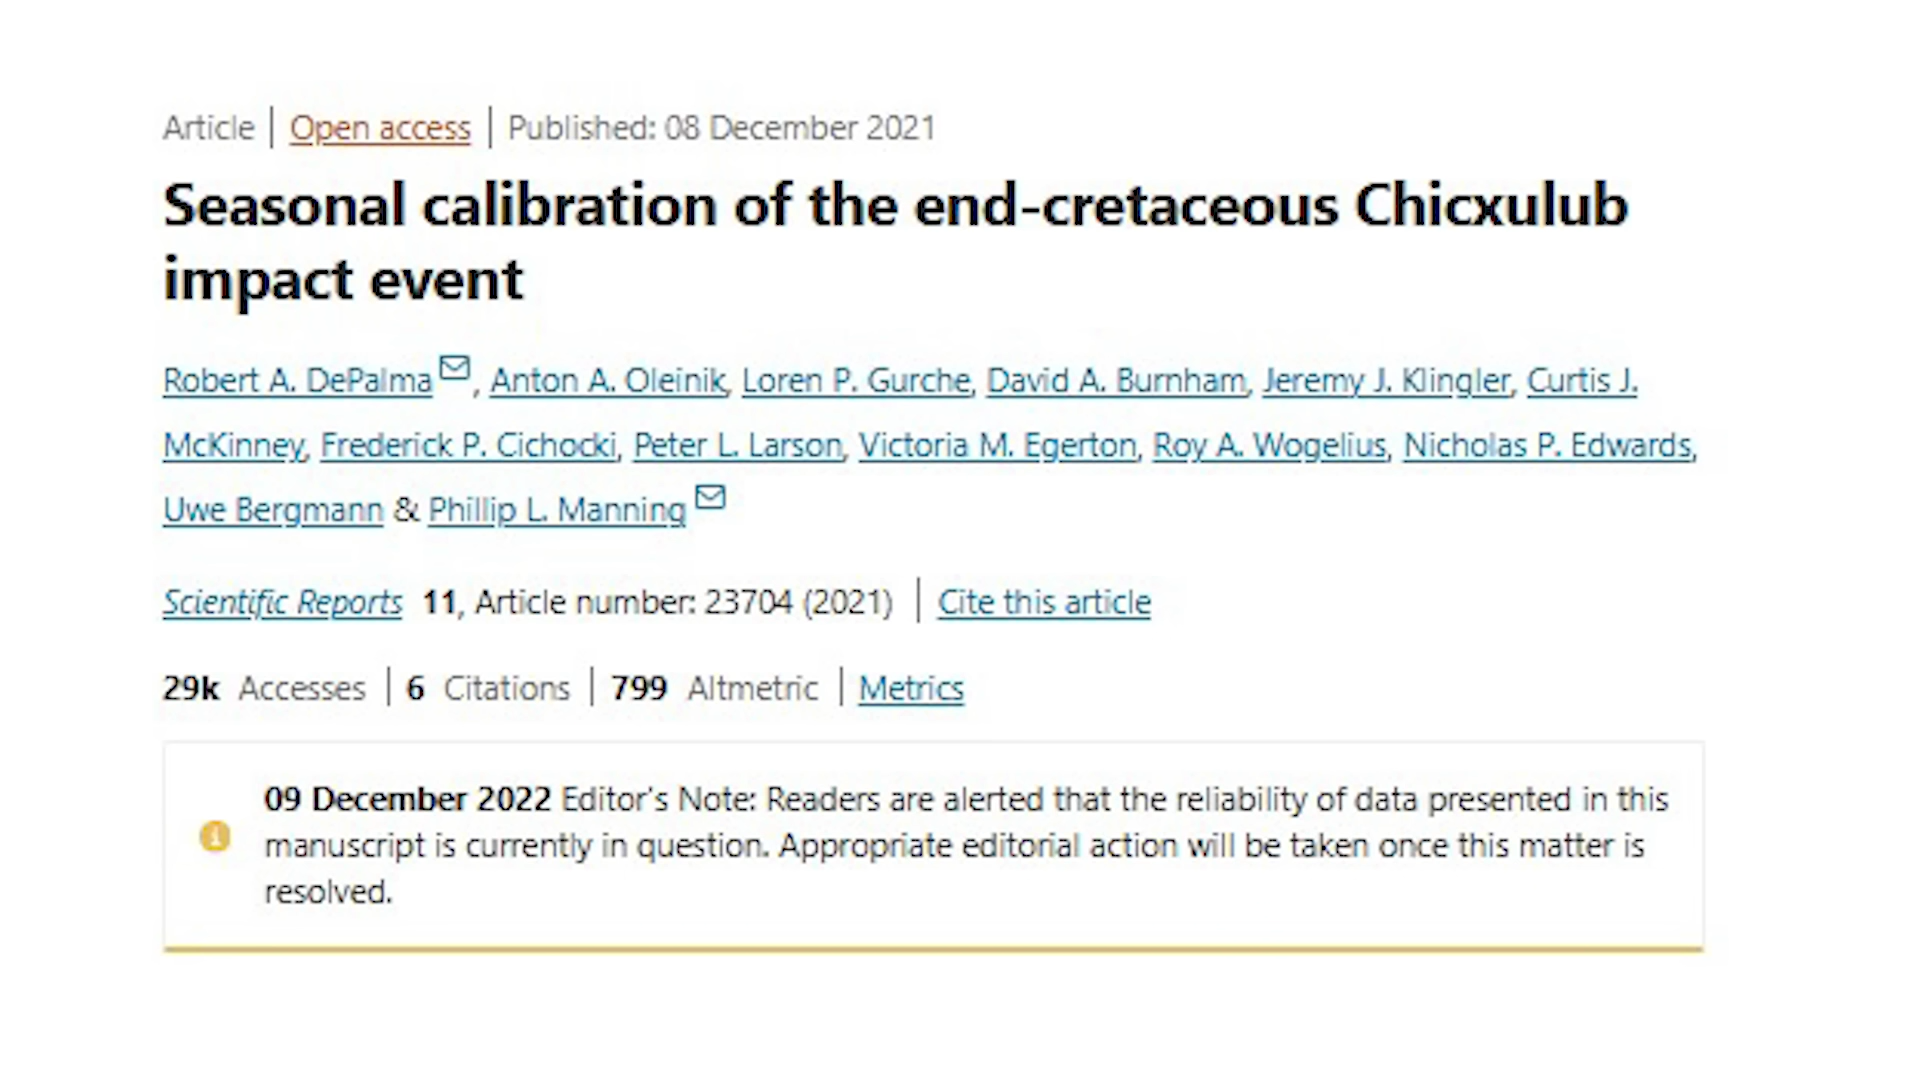 Article | Open access | Published: 08 December 2021
Seasonal calibration of the end-cretaceous Chicxulub
impact event
Robert A. DePalma, Anton A. Oleinik, Loren P. Gurche, David A. Burnham, Jeremy J. Klingler, Curtis J.
McKinney, Frederick P. Cichocki, Peter L. Larson, Victoria M. Egerton, Roy A. Wogelius, Nicholas P. Edwards,
Uwe Bergmann & Phillip L. Manning
Scientific Reports 11, Article number: 23704 (2021) | Cite this article
29k Accesses | 6 Citations | 799 Altmetric | Metrics
09 December 2022 Editor's Note: Readers are alerted that the reliability of data presented in this
manuscript is currently in question. Appropriate editorial action will be taken once this matter is
resolved.